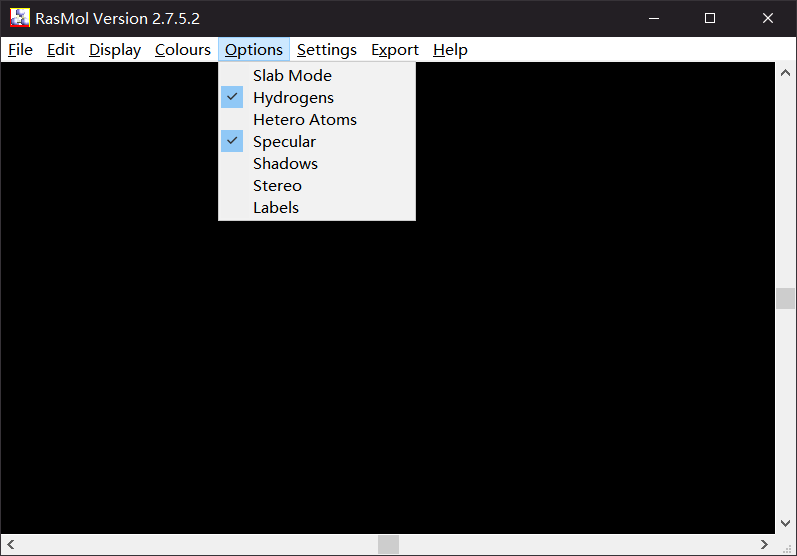 RasMol Version 2.7.5.2
File Edit Display Colours Options Settings Export Help
Slab Mode
Hydrogens
Hetero Atoms
Specular
Shadows
Stereo
Labels